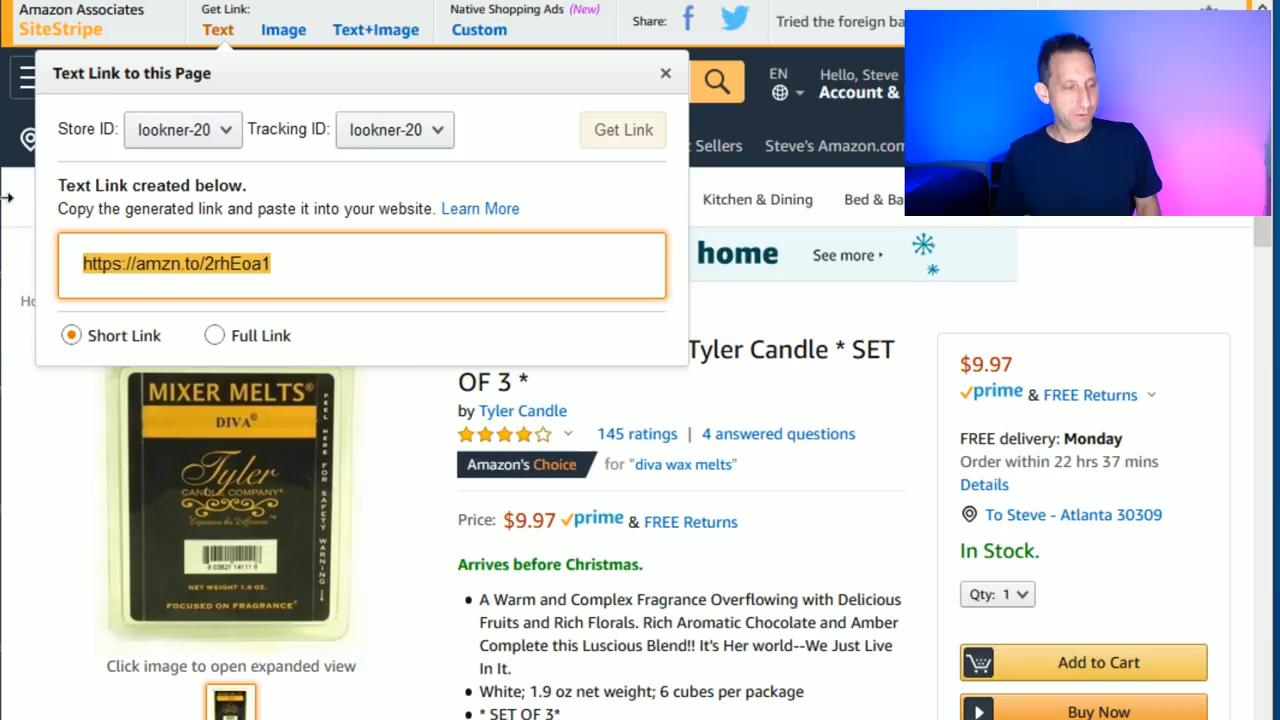 Amazon Associates
SiteStripe
Get Link:
Text
Image
Text+Image
Native Shopping Ads (New)
Custom
Share:
Tried the foreign ba
Text Link to this Page
×
EN
Hello, Steve
Account &
Store ID:
lookner-20
Tracking ID:
lookner-20
Get Link
Sellers
Steve's Amazon.com
Text Link created below.
Copy the generated link and paste it into your website. Learn More
Kitchen & Dining
Bed & Ba
https://amzn.to/2rhEoa1
home
See more
Ho
Short Link
Full Link
Tyler Candle * SET
OF 3 *
by Tyler Candle
145 ratings | 4 answered questions
Amazon's Choice
for "diva wax melts"
Price: $9.97 prime & FREE Returns
Arrives before Christmas.
• A Warm and Complex Fragrance Overflowing with Delicious
Fruits and Rich Florals. Rich Aromatic Chocolate and Amber
Complete this Luscious Blend!! It's Her world--We Just Live
In It.
• White; 1.9 oz net weight; 6 cubes per package
• * SET OF 3*
MIXER MELTS®
DIVA®
Tyler
CANDLE COMPANY®
Experience the Difference™
PEEL HERE FOR SAFETY WARNING
NET WEIGHT 1.9 OZ.
FOCUSED ON FRAGRANCE®
Click image to open expanded view
$9.97
prime & FREE Returns
FREE delivery: Monday
Order within 22 hrs 37 mins
Details
To Steve - Atlanta 30309
In Stock.
Qty: 1
Add to Cart
Buy Now